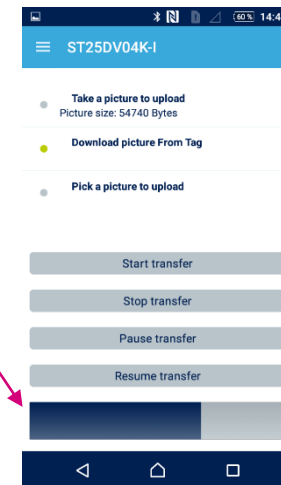 60% 14:4
ST25DV04K-I
Take a picture to upload
Picture size: 54740 Bytes
Download picture From Tag
Pick a picture to upload
Start transfer
Stop transfer
Pause transfer
Resume transfer